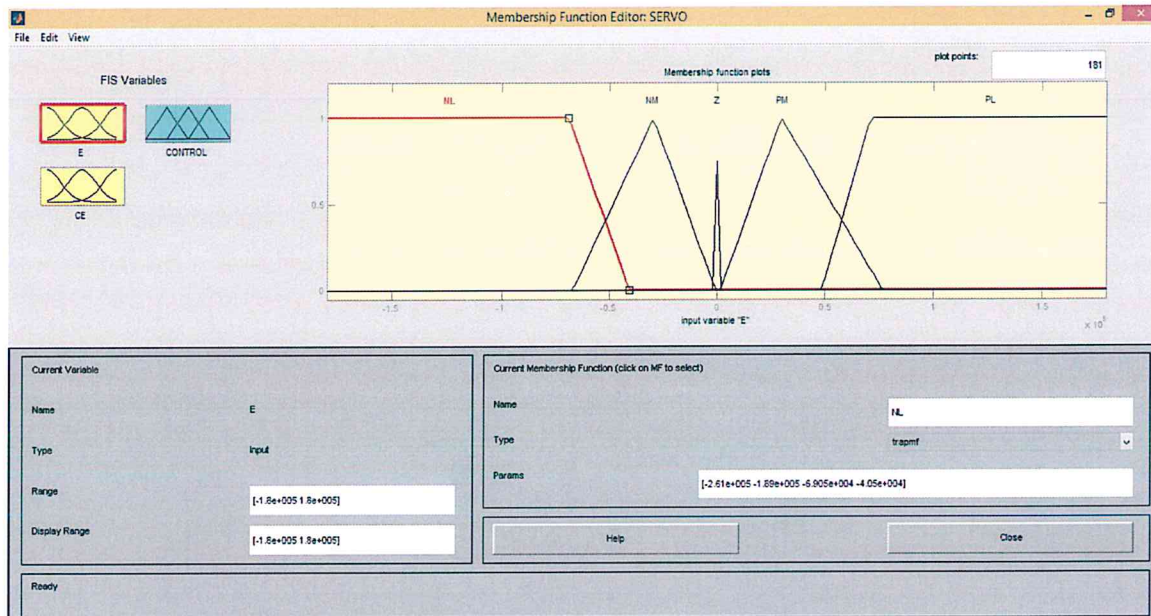 Membership Function Editor: SERVO
File Edit View
FIS Variables
E
CONTROL
CE
plot points:
181
Membership function plots
NL NM Z PM PL
1
0.5
0
-1.5 -1 -0.5 0 0.5 1 1.5
x 10⁵
input variable "E"
Current Variable
Name E
Type Input
Range [-1.8e+005 1.8e+005]
Display Range [-1.8e+005 1.8e+005]
Current Membership Function (click on MF to select)
Name NL
Type trapmf
Params [-2.61e+005 -1.89e+005 -6.905e+004 -4.05e+004]
Help Close
Ready